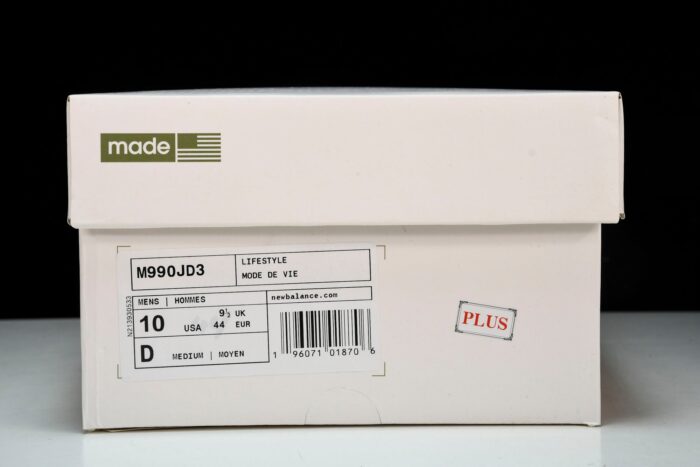 made
M990JD3
LIFESTYLE
MODE DE VIE
MENS | HOMMES
newbalance.com
10 USA
9½ UK
44 EUR
D MEDIUM | MOYEN
N213930533
1 96071 01870 6
PLUS